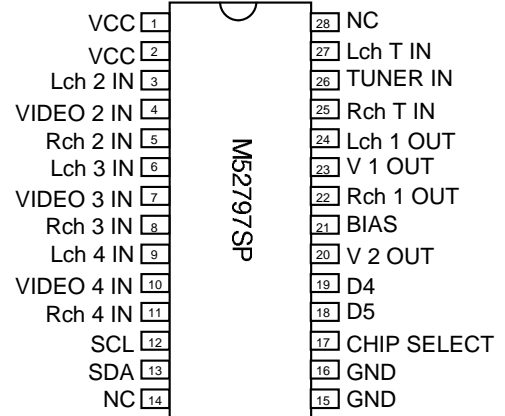 VCC 1
VCC 2
Lch 2 IN 3
VIDEO 2 IN 4
Rch 2 IN 5
Lch 3 IN 6
VIDEO 3 IN 7
Rch 3 IN 8
Lch 4 IN 9
VIDEO 4 IN 10
Rch 4 IN 11
SCL 12
SDA 13
NC 14
M52797SP
28 NC
27 Lch T IN
26 TUNER IN
25 Rch T IN
24 Lch 1 OUT
23 V 1 OUT
22 Rch 1 OUT
21 BIAS
20 V 2 OUT
19 D4
18 D5
17 CHIP SELECT
16 GND
15 GND